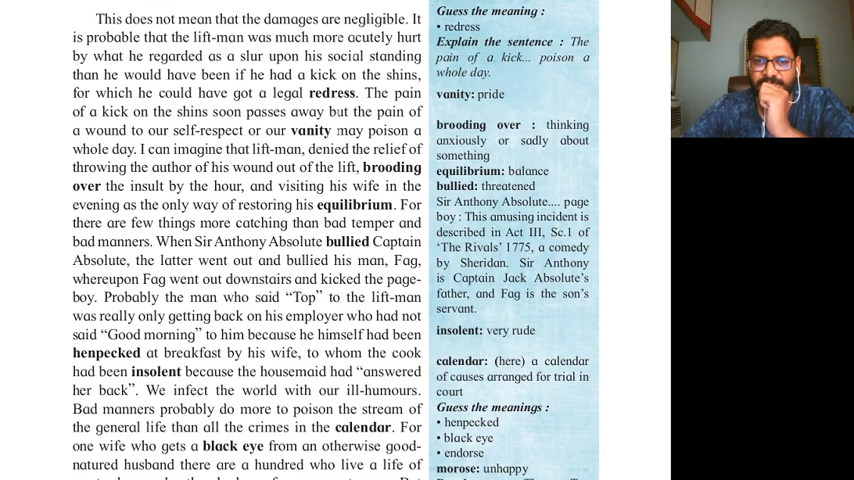 This does not mean that the damages are negligible. It
is probable that the lift-man was much more acutely hurt
by what he regarded as a slur upon his social standing
than he would have been if he had a kick on the shins,
for which he could have got a legal redress. The pain
of a kick on the shins soon passes away but the pain of
a wound to our self-respect or our vanity may poison a
whole day. I can imagine that lift-man, denied the relief of
throwing the author of his wound out of the lift, brooding
over the insult by the hour, and visiting his wife in the
evening as the only way of restoring his equilibrium. For
there are few things more catching than bad temper and
bad manners. When Sir Anthony Absolute bullied Captain
Absolute, the latter went out and bullied his man, Fag,
whereupon Fag went out downstairs and kicked the page-
boy. Probably the man who said “Top” to the lift-man
was really only getting back on his employer who had not
said “Good morning” to him because he himself had been
henpecked at breakfast by his wife, to whom the cook
had been insolent because the housemaid had “answered
her back”. We infect the world with our ill-humours.
Bad manners probably do more to poison the stream of
the general life than all the crimes in the calendar. For
one wife who gets a black eye from an otherwise good-
natured husband there are a hundred who live a life of
Guess the meaning :
• redress
Explain the sentence : The
pain of a kick... poison a
whole day.
vanity: pride
brooding over : thinking
anxiously or sadly about
something
equilibrium: balance
bullied: threatened
Sir Anthony Absolute.... page
boy : This amusing incident is
described in Act III, Sc.1 of
‘The Rivals’ 1775, a comedy
by Sheridan. Sir Anthony
is Captain Jack Absolute’s
father, and Fag is the son’s
servant.
insolent: very rude
calendar: (here) a calendar
of causes arranged for trial in
court
Guess the meanings :
• henpecked
• black eye
• endorse
morose: unhappy